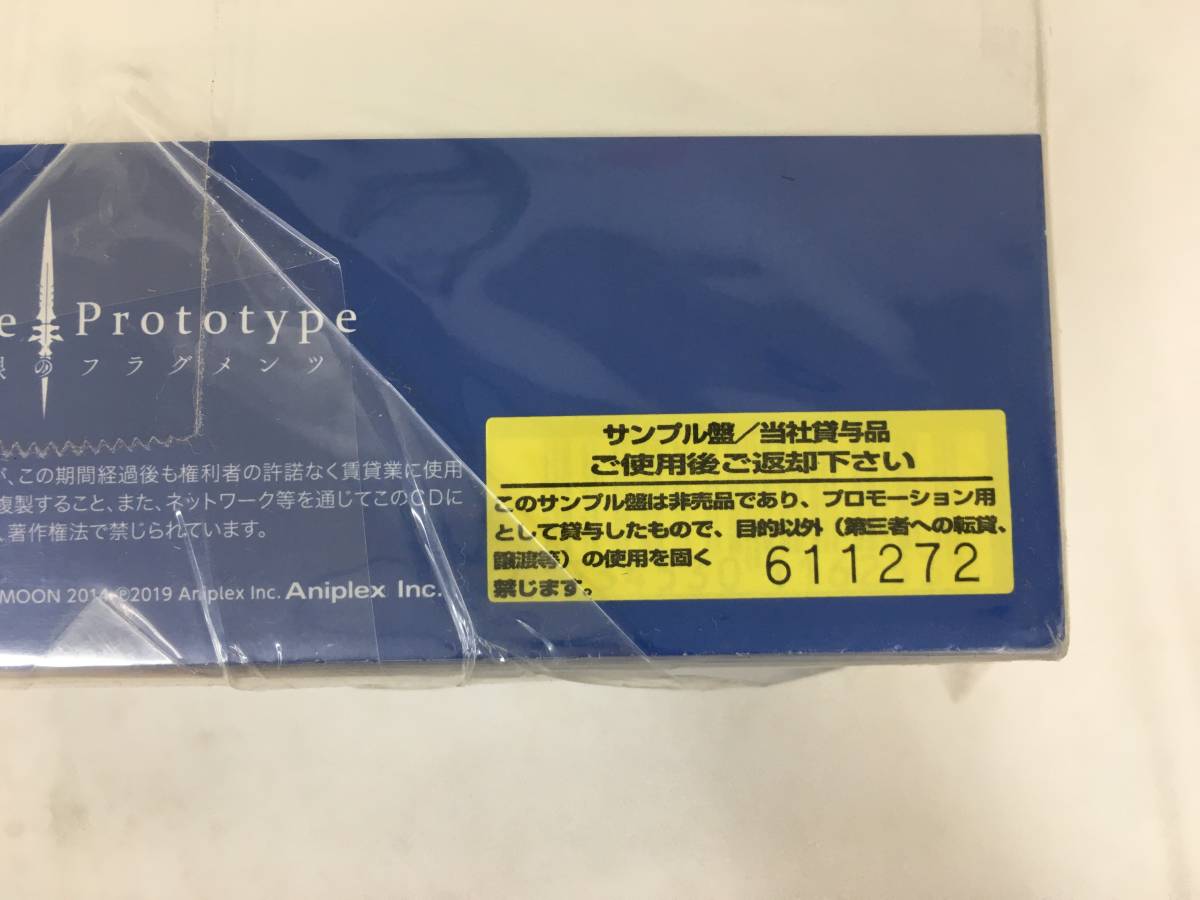 e Prototype
銀のフラグメンツ
が、この期間経過後も権利者の許諾なく賃貸業に使用
複製すること、また、ネットワーク等を通じてこのCDに
、著作権法で禁じられています。
MOON 2014 ℗2019 Aniplex Inc. Aniplex Inc.
サンプル盤/当社貸与品
ご使用後ご返却下さい
このサンプル盤は非売品であり、プロモーション用
として貸与したもので、目的以外(第三者への転貸、
譲渡等)の使用を固く
禁じます。
611272